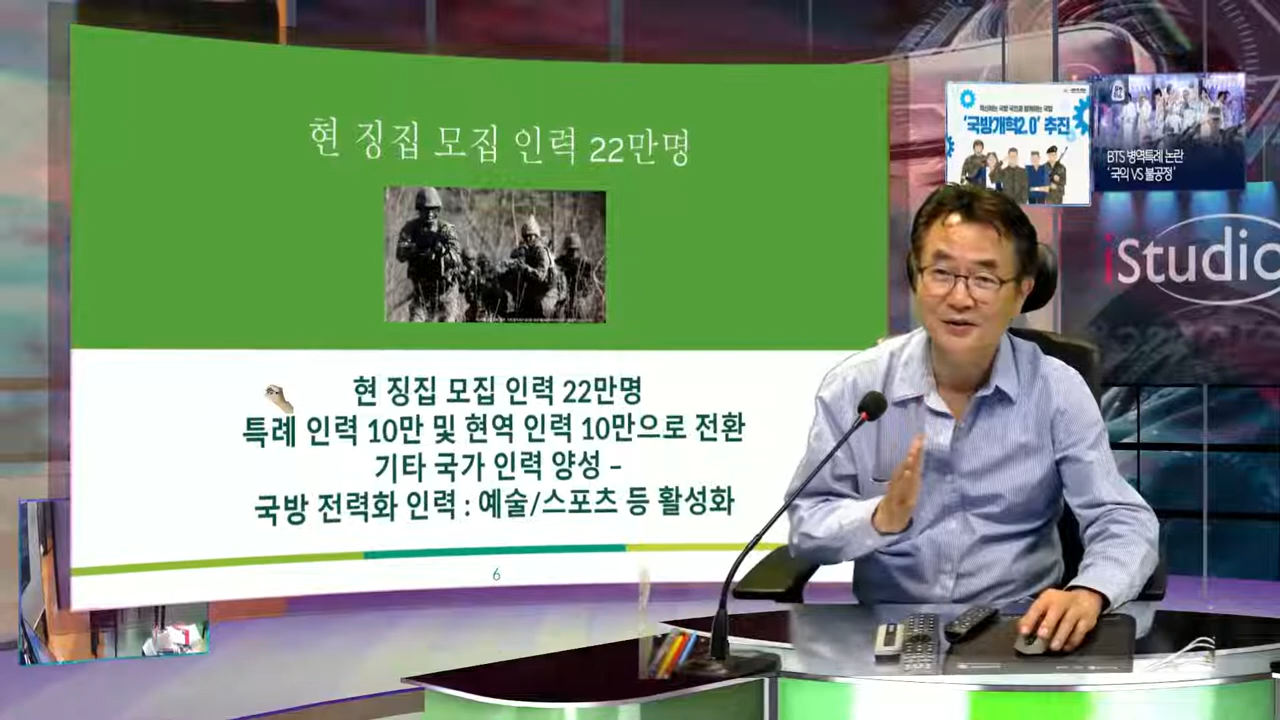 현 징집 모집 인력 22만명
현 징집 모집 인력 22만명
특례 인력 10만 및 현역 인력 10만으로 전환
기타 국가 인력 양성 –
국방 전력화 인력 : 예술/스포츠 등 활성화
6
'국방개혁2.0' 추진
BTS 병역특례 논란
'국익 VS 불공정'
iStudio